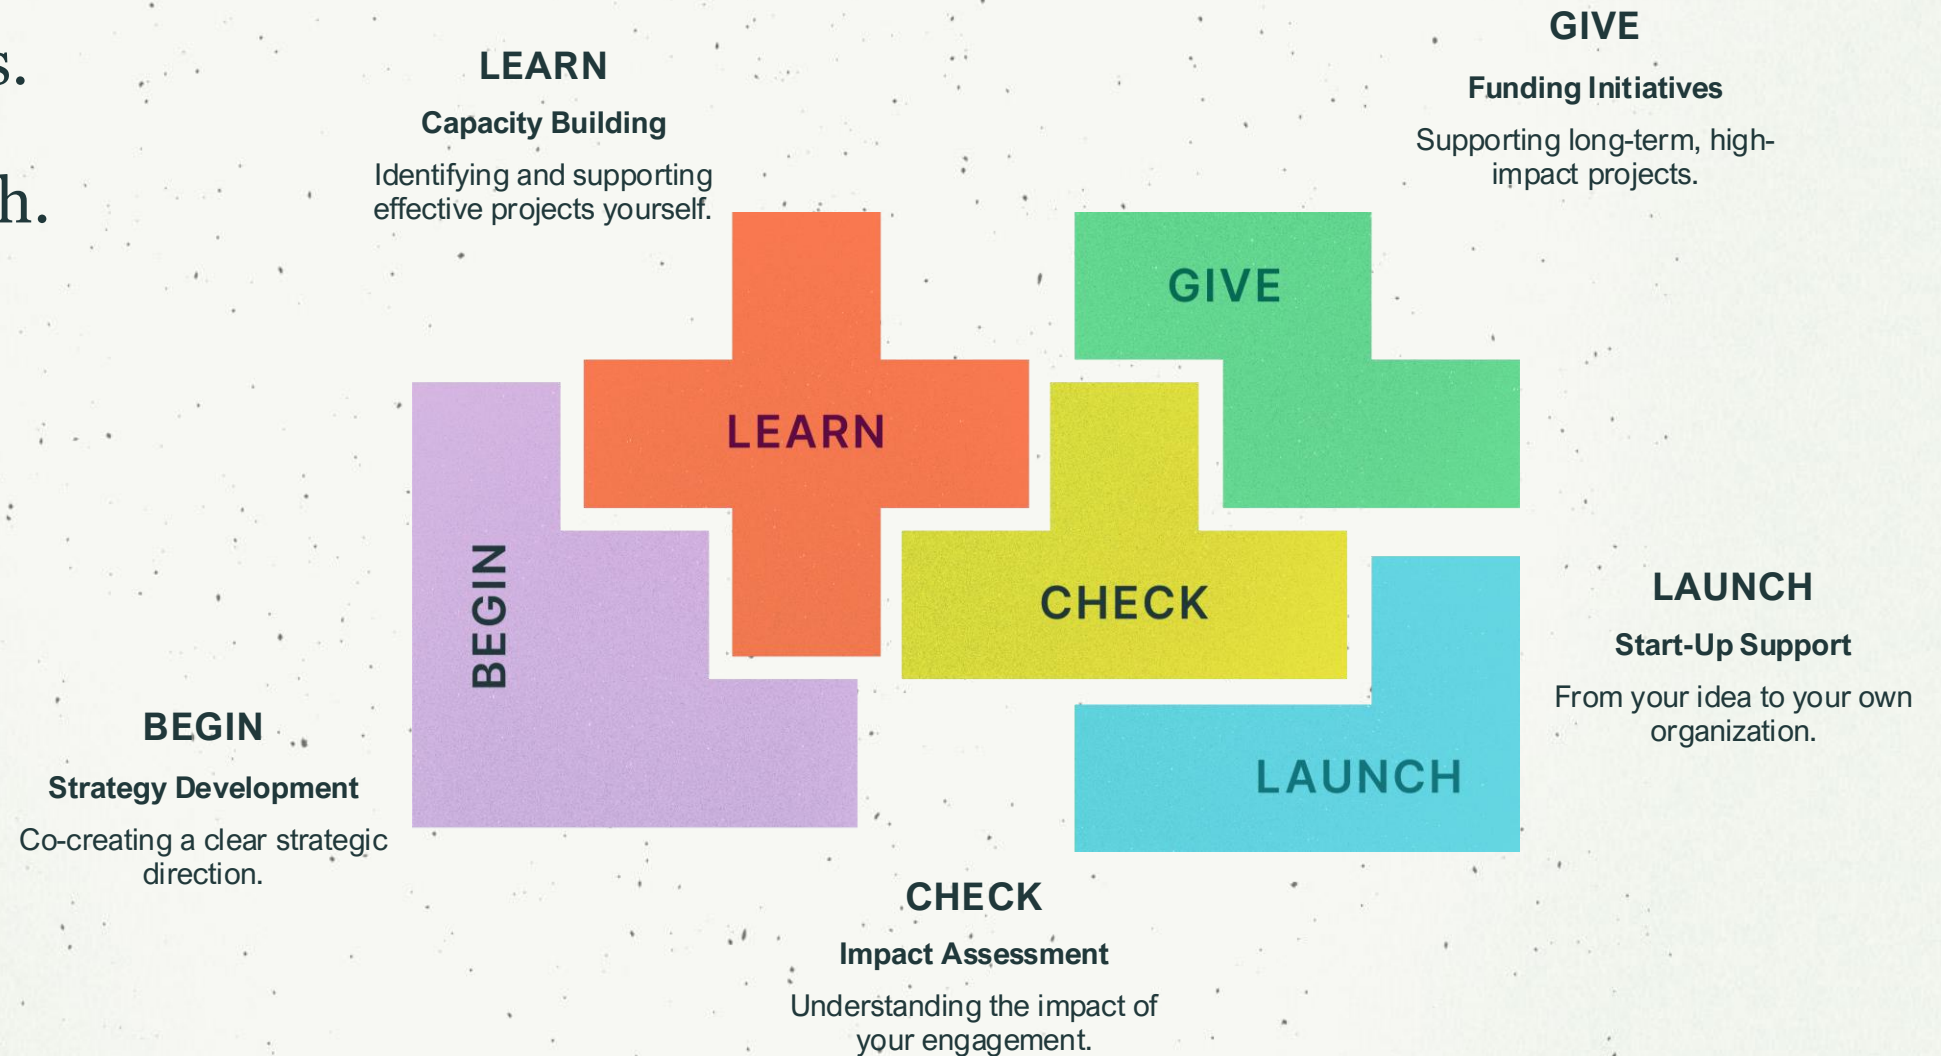 s.
h.
LEARN
Capacity Building
Identifying and supporting
effective projects yourself.
GIVE
Funding Initiatives
Supporting long-term, high-
impact projects.
GIVE
LEARN
CHECK
BEGIN
LAUNCH
LAUNCH
Start-Up Support
From your idea to your own
organization.
BEGIN
Strategy Development
Co-creating a clear strategic
direction.
CHECK
Impact Assessment
Understanding the impact of
your engagement.